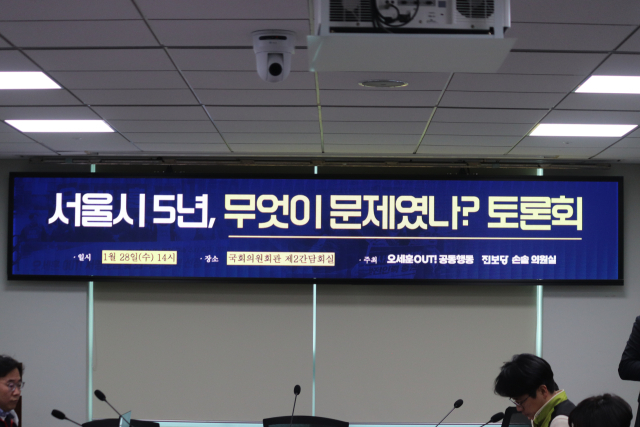 서울시 5년, 무엇이 문제였나? 토론회
· 일시 1월 28일(수) 14시 · 장소 국회의원회관 제2간담회실 · 주최 오세훈OUT! 공동행동 진보당 손솔 의원실